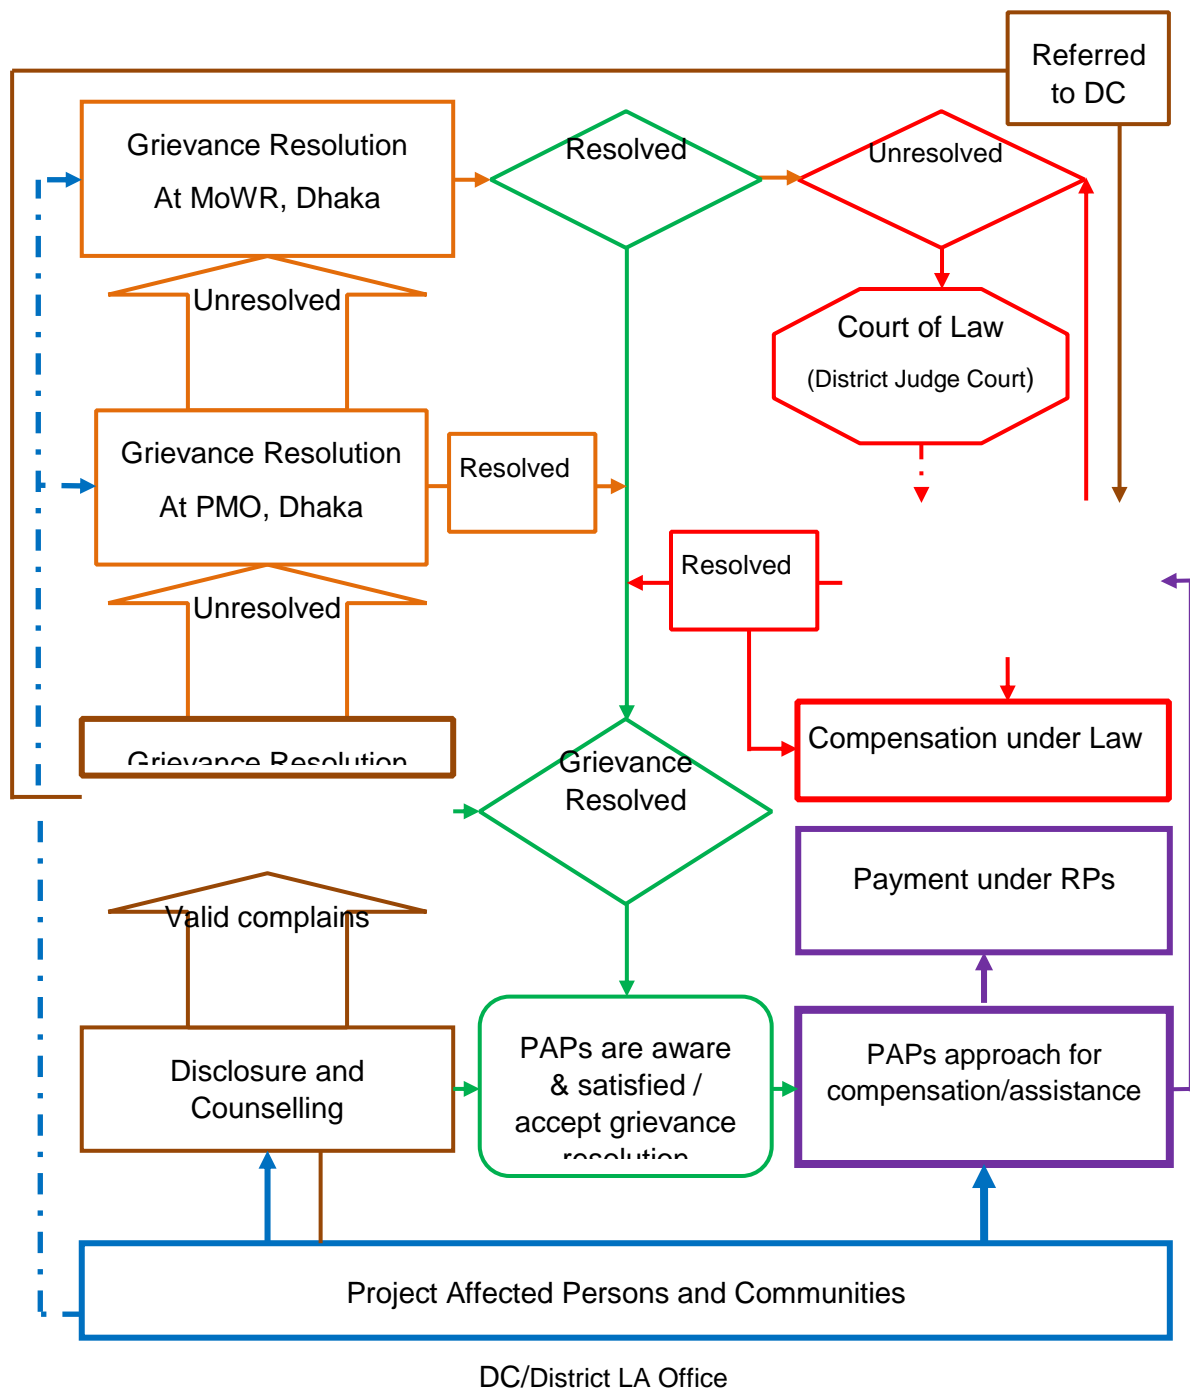 Referred
to DC
Grievance Resolution
At MoWR, Dhaka
Resolved
Unresolved
Unresolved
Court of Law
(District Judge Court)
Grievance Resolution
At PMO, Dhaka
Resolved
Resolved
Unresolved
Grievance Resolution
Grievance
Resolved
Compensation under Law
Payment under RPs
Valid complains
Disclosure and
Counselling
PAPs are aware
& satisfied /
accept grievance
resolution
PAPs approach for
compensation/assistance
Project Affected Persons and Communities
DC/District LA Office